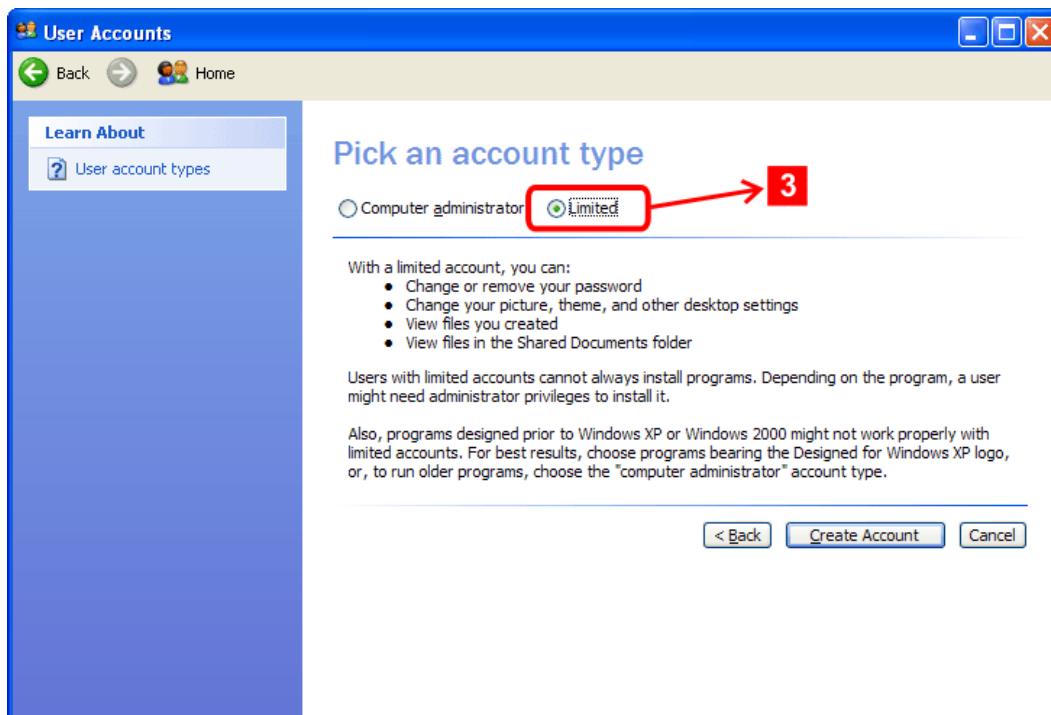 User Accounts
Back Home
Learn About
User account types
Pick an account type
Computer administrator Limited 3
With a limited account, you can:
• Change or remove your password
• Change your picture, theme, and other desktop settings
• View files you created
• View files in the Shared Documents folder
Users with limited accounts cannot always install programs. Depending on the program, a user
might need administrator privileges to install it.
Also, programs designed prior to Windows XP or Windows 2000 might not work properly with
limited accounts. For best results, choose programs bearing the Designed for Windows XP logo,
or, to run older programs, choose the "computer administrator" account type.
< Back Create Account Cancel